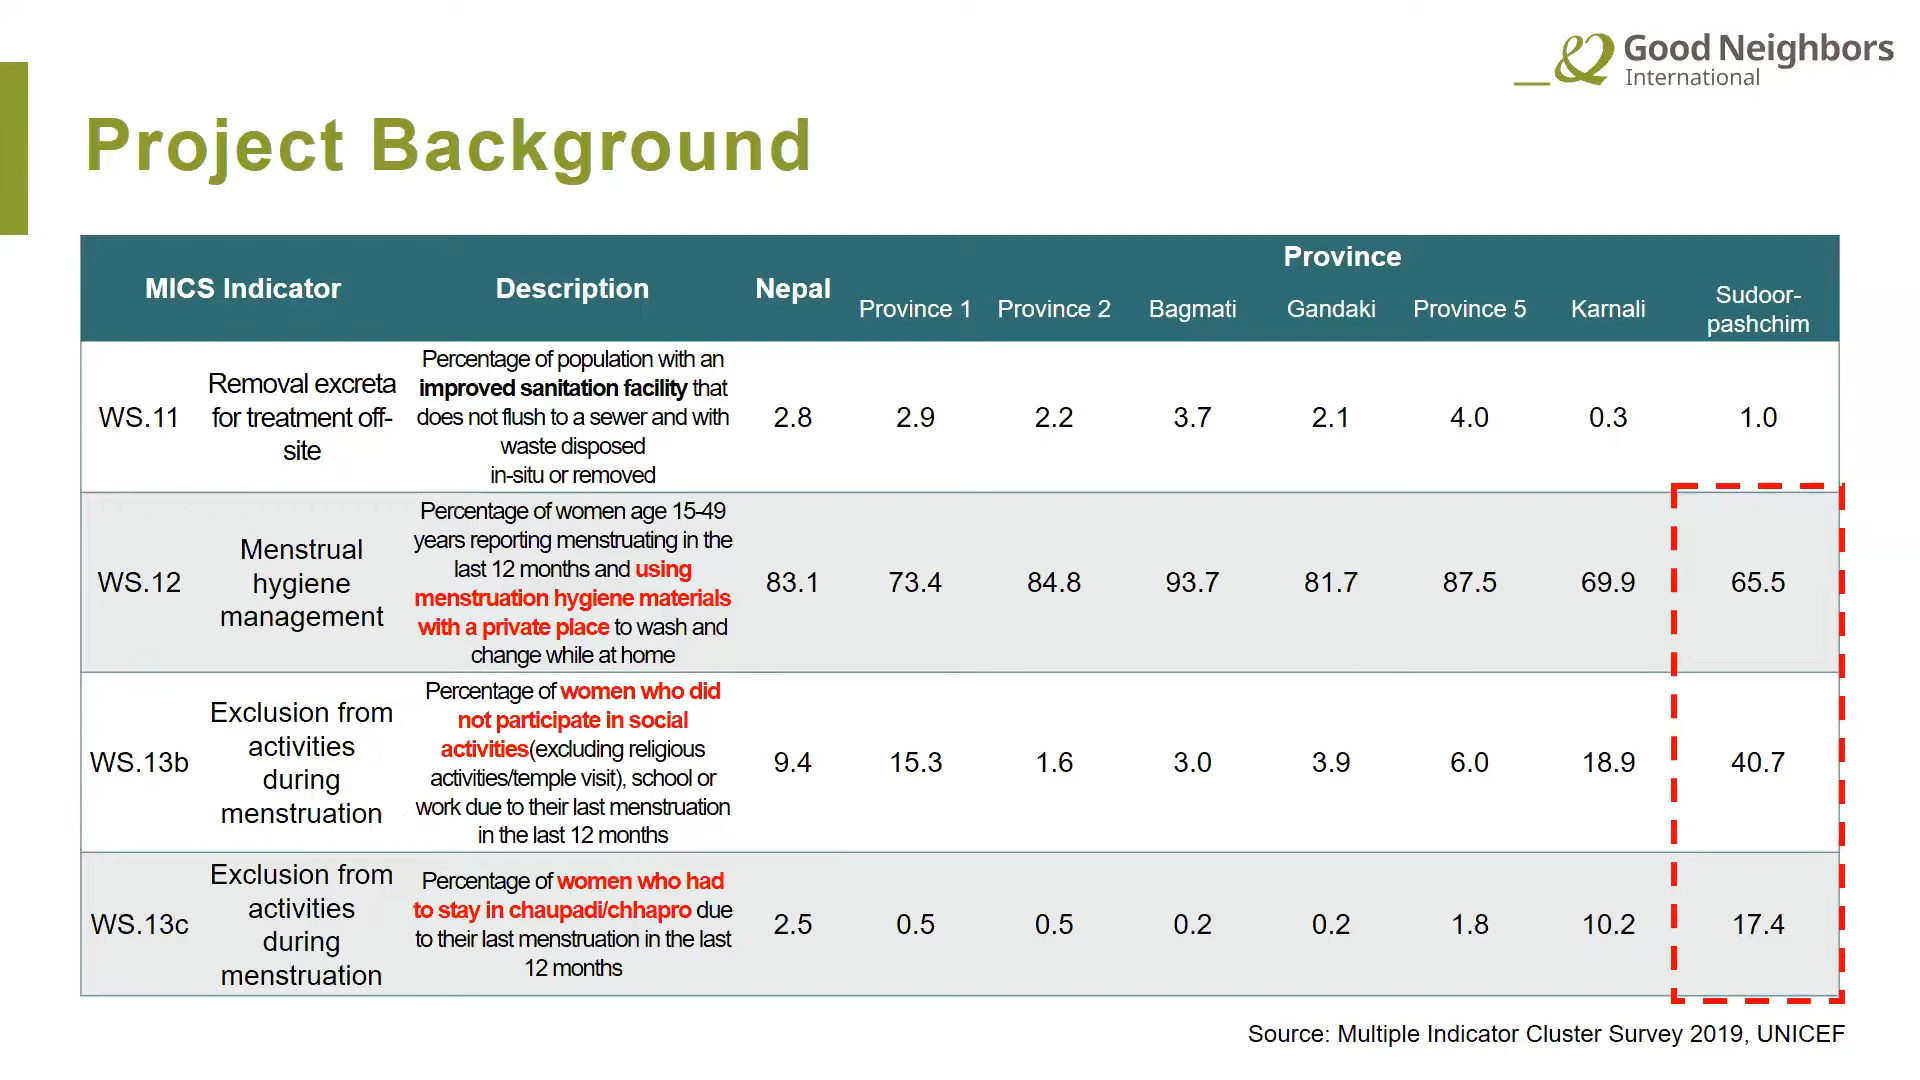 Good Neighbors
International
Project Background
MICS Indicator
Description
Nepal
Province
Province 1
Province 2
Bagmati
Gandaki
Province 5
Karnali
Sudoor-
pashchim
WS.11
Removal excreta
for treatment off-
site
Percentage of population with an
improved sanitation facility that
does not flush to a sewer and with
waste disposed
in-situ or removed
2.8
2.9
2.2
3.7
2.1
4.0
0.3
1.0
WS.12
Menstrual
hygiene
management
Percentage of women age 15-49
years reporting menstruating in the
last 12 months and using
menstruation hygiene materials
with a private place to wash and
change while at home
83.1
73.4
84.8
93.7
81.7
87.5
69.9
65.5
WS.13b
Exclusion from
activities
during
menstruation
Percentage of women who did
not participate in social
activities(excluding religious
activities/temple visit), school or
work due to their last menstruation
in the last 12 months
9.4
15.3
1.6
3.0
3.9
6.0
18.9
40.7
WS.13c
Exclusion from
activities
during
menstruation
Percentage of women who had
to stay in chaupadi/chhapro due
to their last menstruation in the last
12 months
2.5
0.5
0.5
0.2
0.2
1.8
10.2
17.4
Source: Multiple Indicator Cluster Survey 2019, UNICEF